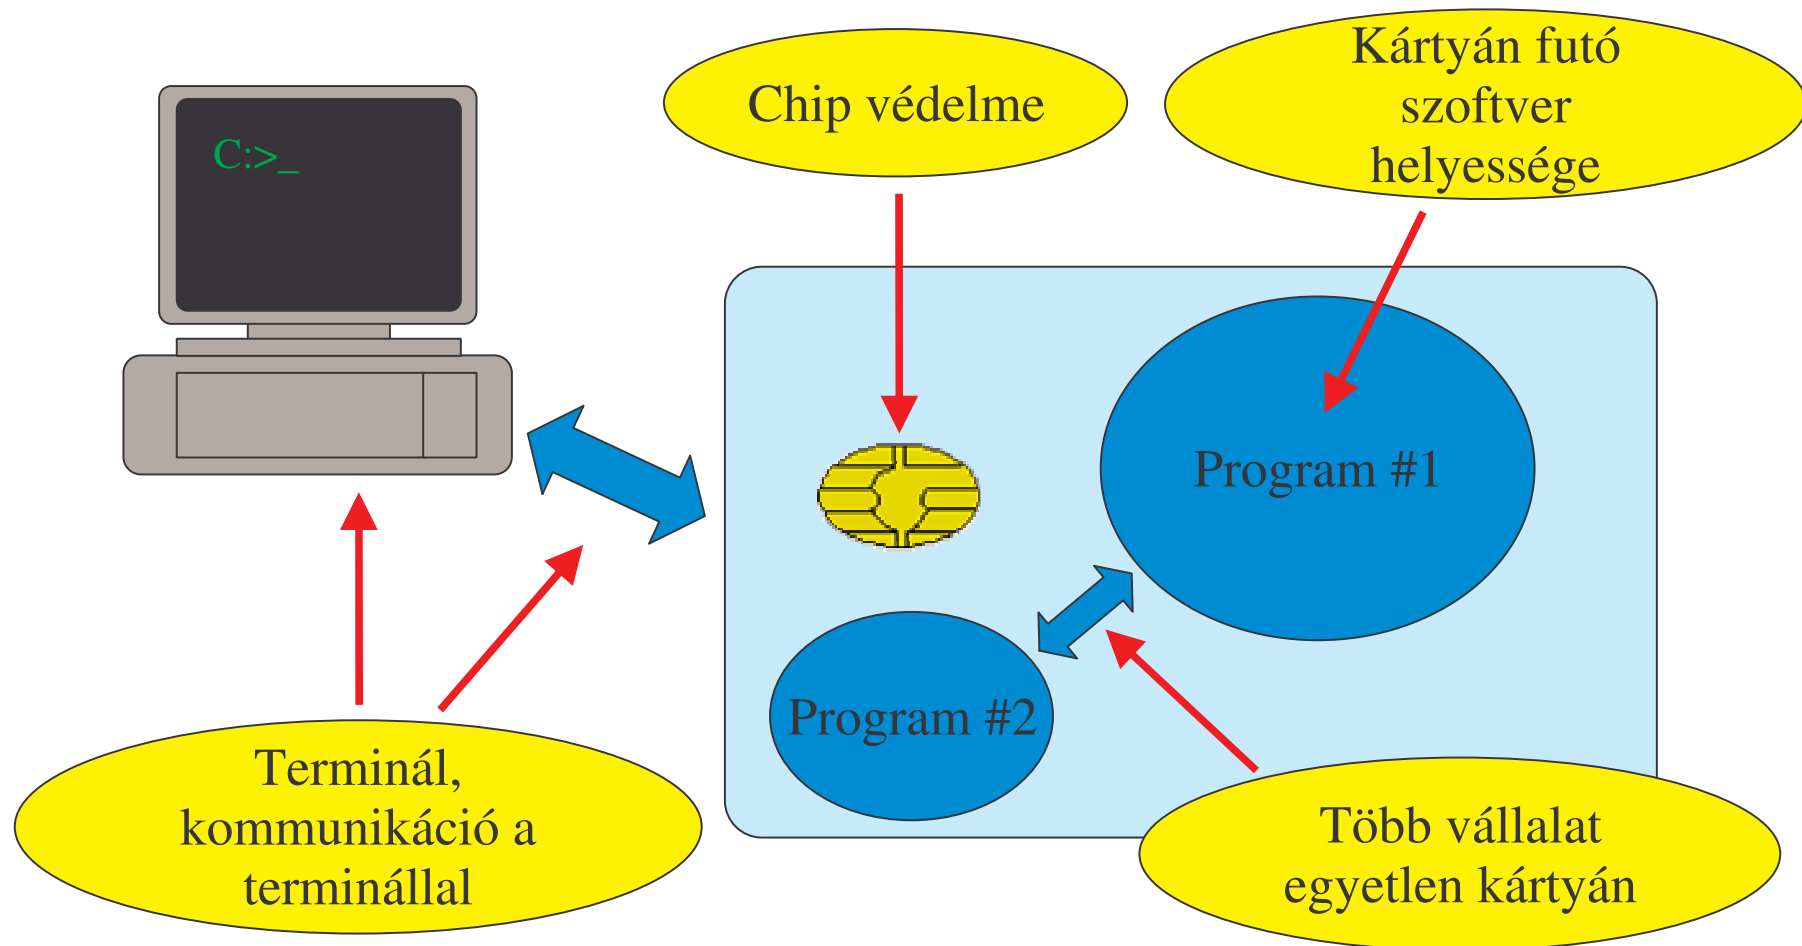 C:>_
Chip védelme
Kártyán futó
szoftver
helyessége
Program #1
Program #2
Terminál,
kommunikáció a
terminállal
Több vállalat
egyetlen kártyán